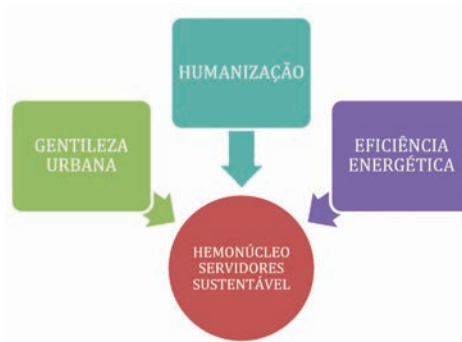 HUMANIZAÇÃO
GENTILEZA
URBANA
EFICIÊNCIA
ENERGÉTICA
HEMONÚCLEO
SERVIDORES
SUSTENTÁVEL